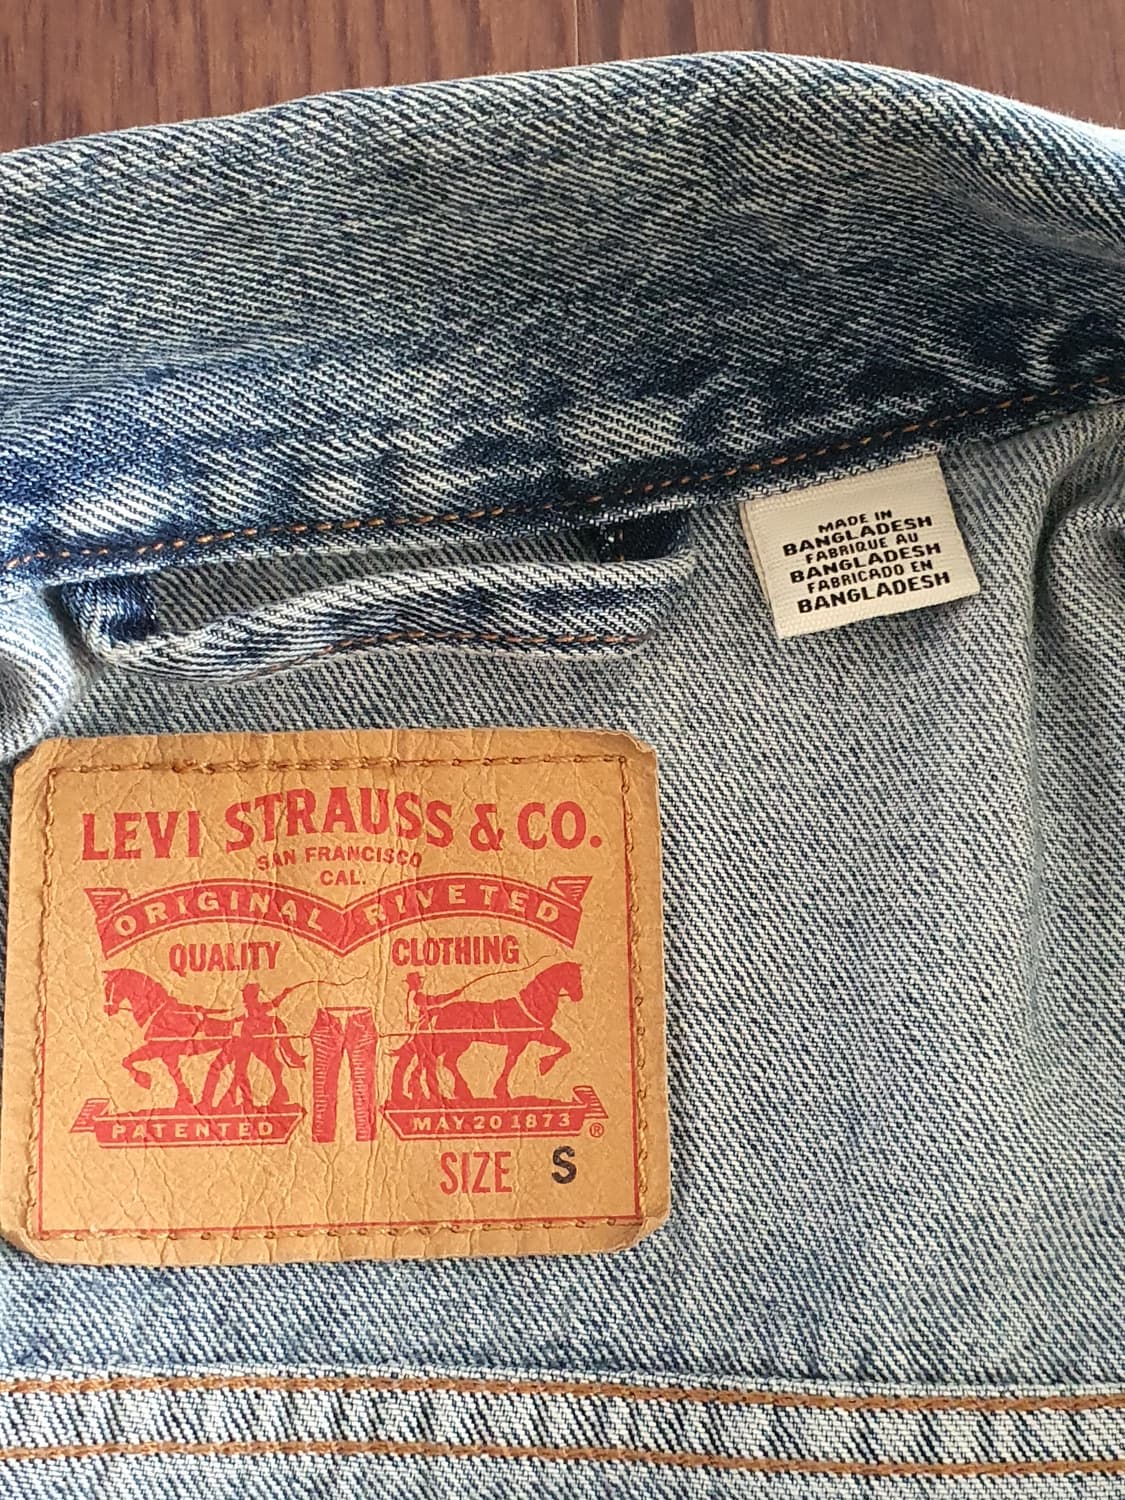 MADE IN
BANGLADESH
FABRIQUE AU
BANGLADESH
FABRICADO EN
BANGLADESH
LEVI STRAUSS & CO.
SAN FRANCISCO
CAL.
ORIGINAL RIVETED
QUALITY CLOTHING
PATENTED MAY 20 1873 ®
SIZE S